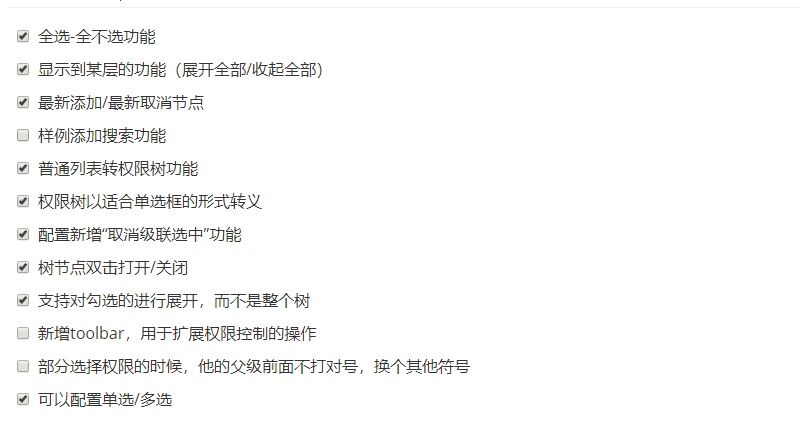 全选-全不选功能
显示到某层的功能（展开全部/收起全部）
最新添加/最新取消节点
样例添加搜索功能
普通列表转权限树功能
权限树以适合单选框的形式转义
配置新增“取消级联选中”功能
树节点双击打开/关闭
支持对勾选的进行展开，而不是整个树
新增toolbar，用于扩展权限控制的操作
部分选择权限的时候，他的父级前面不打对号，换个其他符号
可以配置单选/多选